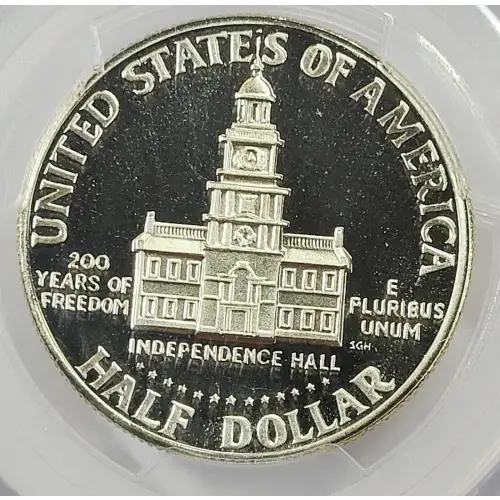 UNITED STATES OF AMERICA
200
YEARS OF
FREEDOM
E
PLURIBUS
UNUM
SGH
INDEPENDENCE HALL
HALF DOLLAR